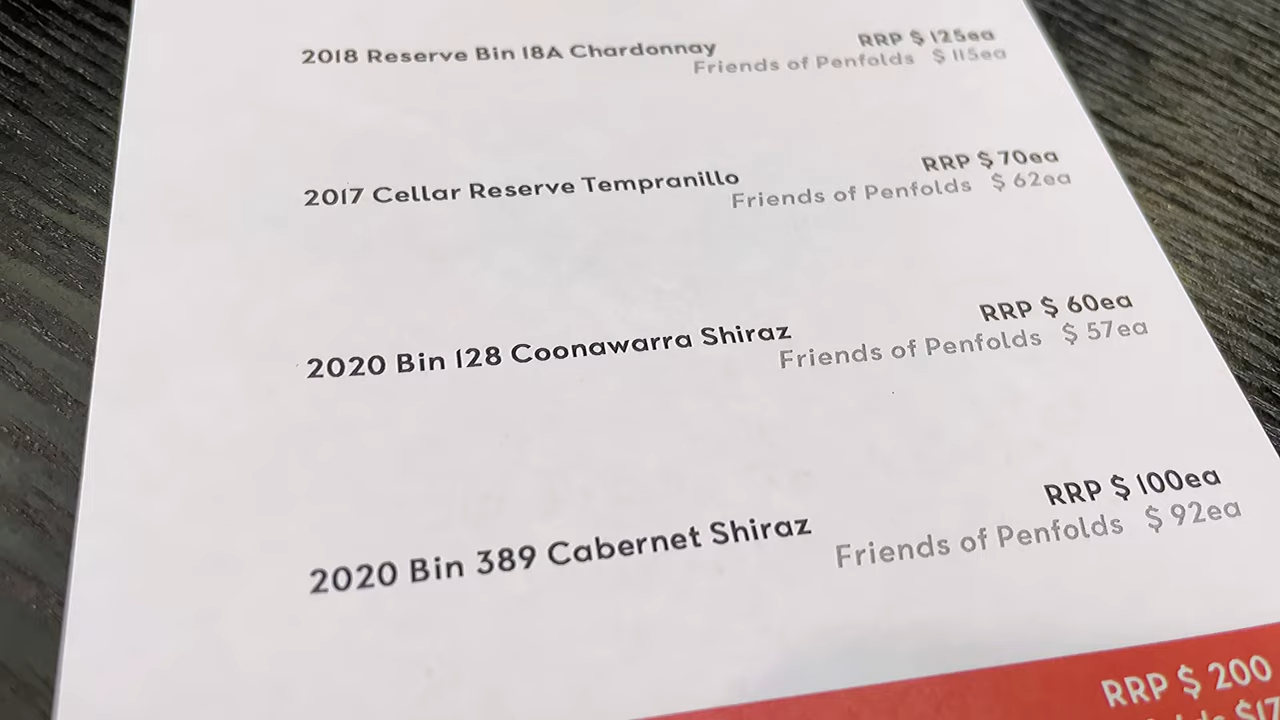 2018 Reserve Bin 18A Chardonnay
RRP $ 125ea
Friends of Penfolds $ 115ea
2017 Cellar Reserve Tempranillo
RRP $ 70ea
Friends of Penfolds $ 62ea
2020 Bin 128 Coonawarra Shiraz
RRP $ 60ea
Friends of Penfolds $ 57ea
2020 Bin 389 Cabernet Shiraz
RRP $ 100ea
Friends of Penfolds $ 92ea
RRP $ 200